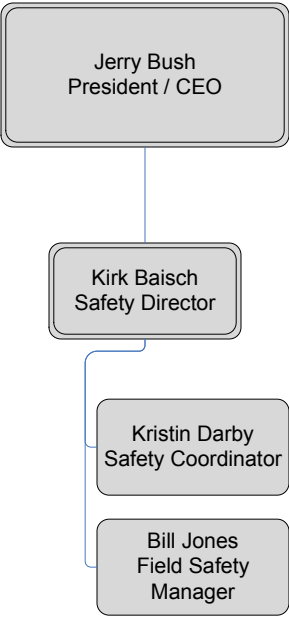 Jerry Bush
President / CEO
Kirk Baisch
Safety Director
Kristin Darby
Safety Coordinator
Bill Jones
Field Safety
Manager